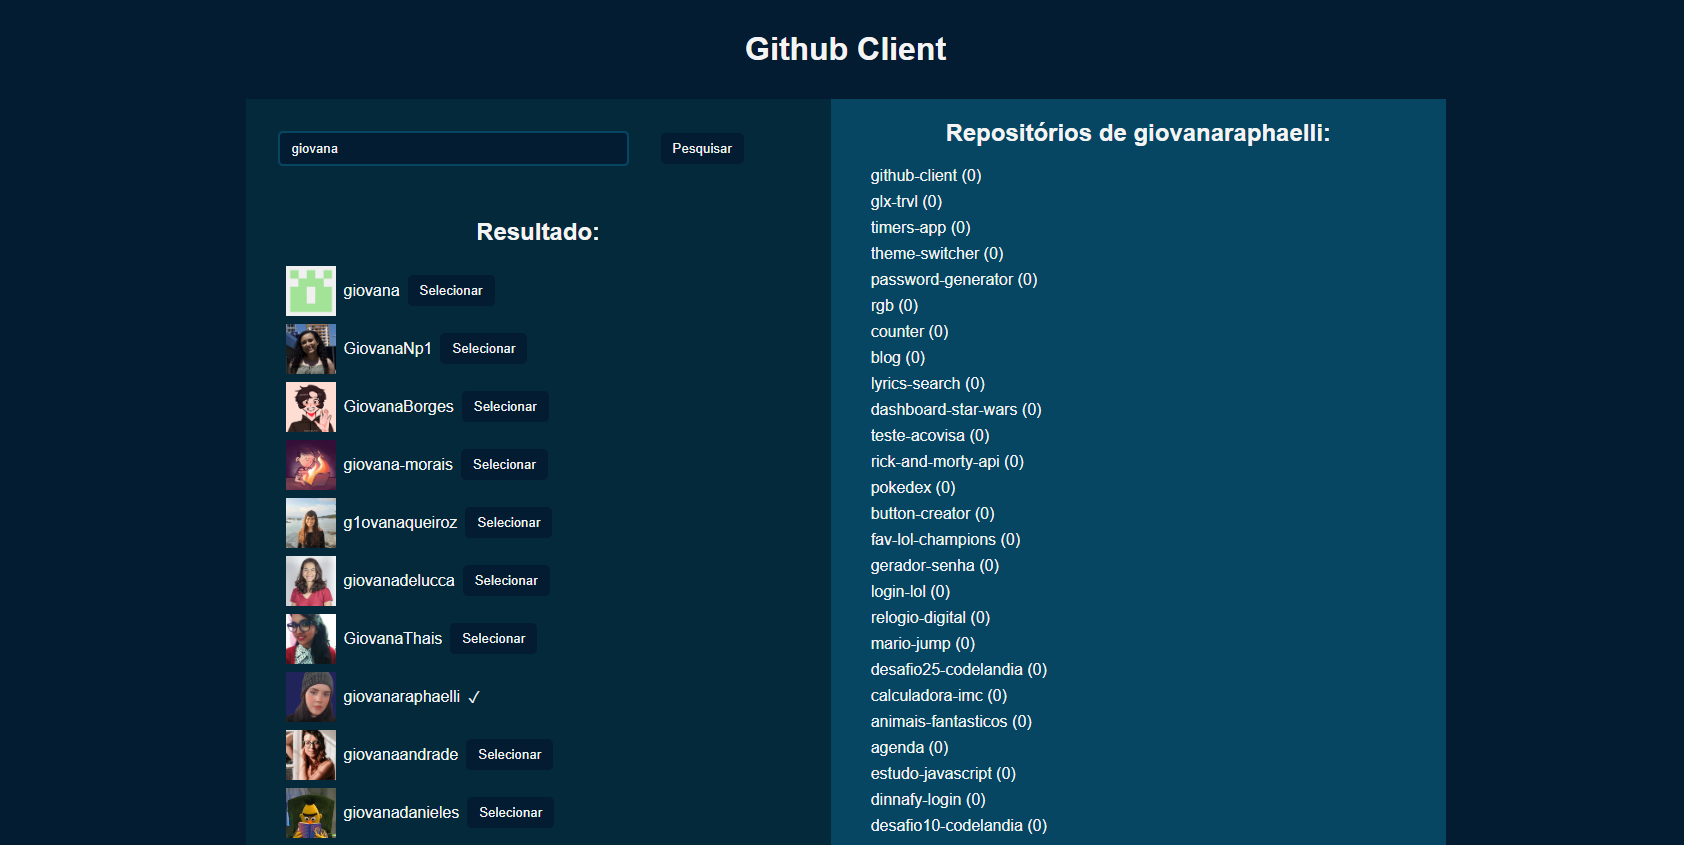 Github Client
giovana
Pesquisar
Resultado:
giovana Selecionar
GiovanaNp1 Selecionar
GiovanaBorges Selecionar
giovana-morais Selecionar
g1ovanaqueiroz Selecionar
giovanadelucca Selecionar
GiovanaThais Selecionar
giovanaraphaelli ✓
giovanaandrade Selecionar
giovanadanieles Selecionar
Repositórios de giovanaraphaelli:
github-client (0)
glx-trvl (0)
timers-app (0)
theme-switcher (0)
password-generator (0)
rgb (0)
counter (0)
blog (0)
lyrics-search (0)
dashboard-star-wars (0)
teste-acovisa (0)
rick-and-morty-api (0)
pokedex (0)
button-creator (0)
fav-lol-champions (0)
gerador-senha (0)
login-lol (0)
relogio-digital (0)
mario-jump (0)
desafio25-codelandia (0)
calculadora-imc (0)
animais-fantasticos (0)
agenda (0)
estudo-javascript (0)
dinnafy-login (0)
desafio10-codelandia (0)